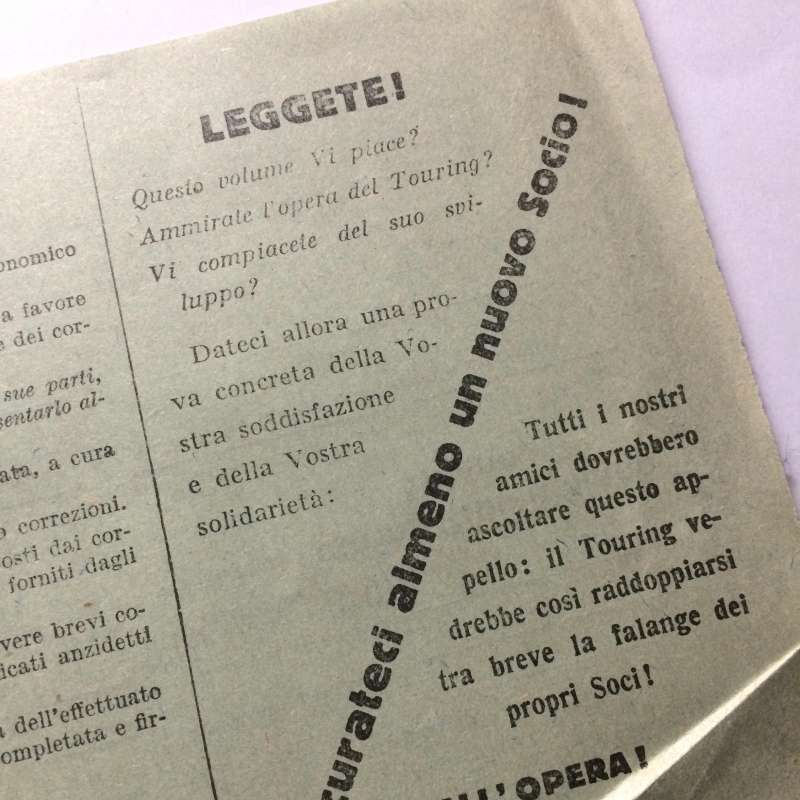 onomico
a favore
e dei cor-
sue parti,
sentarlo al-
ata, a cura
o correzioni.
osti dai cor-
forniti dagli
vere brevi co-
icati anzidetti
a dell'effettuato
ompletata e fir-
LEGGETE!
Questo volume Vi piace?
Ammirate l'opera del Touring?
Vi compiacete del suo svi-
luppo?
Dateci allora una pro-
va concreta della Vo-
stra soddisfazione
e della Vostra
solidarietà:
curateci almeno un nuovo Socio!
Tutti i nostri
amici dovrebbero
ascoltare questo ap-
pello: il Touring ve-
drebbe così raddoppiarsi
tra breve la falange dei
propri Soci!
ALL'OPERA!